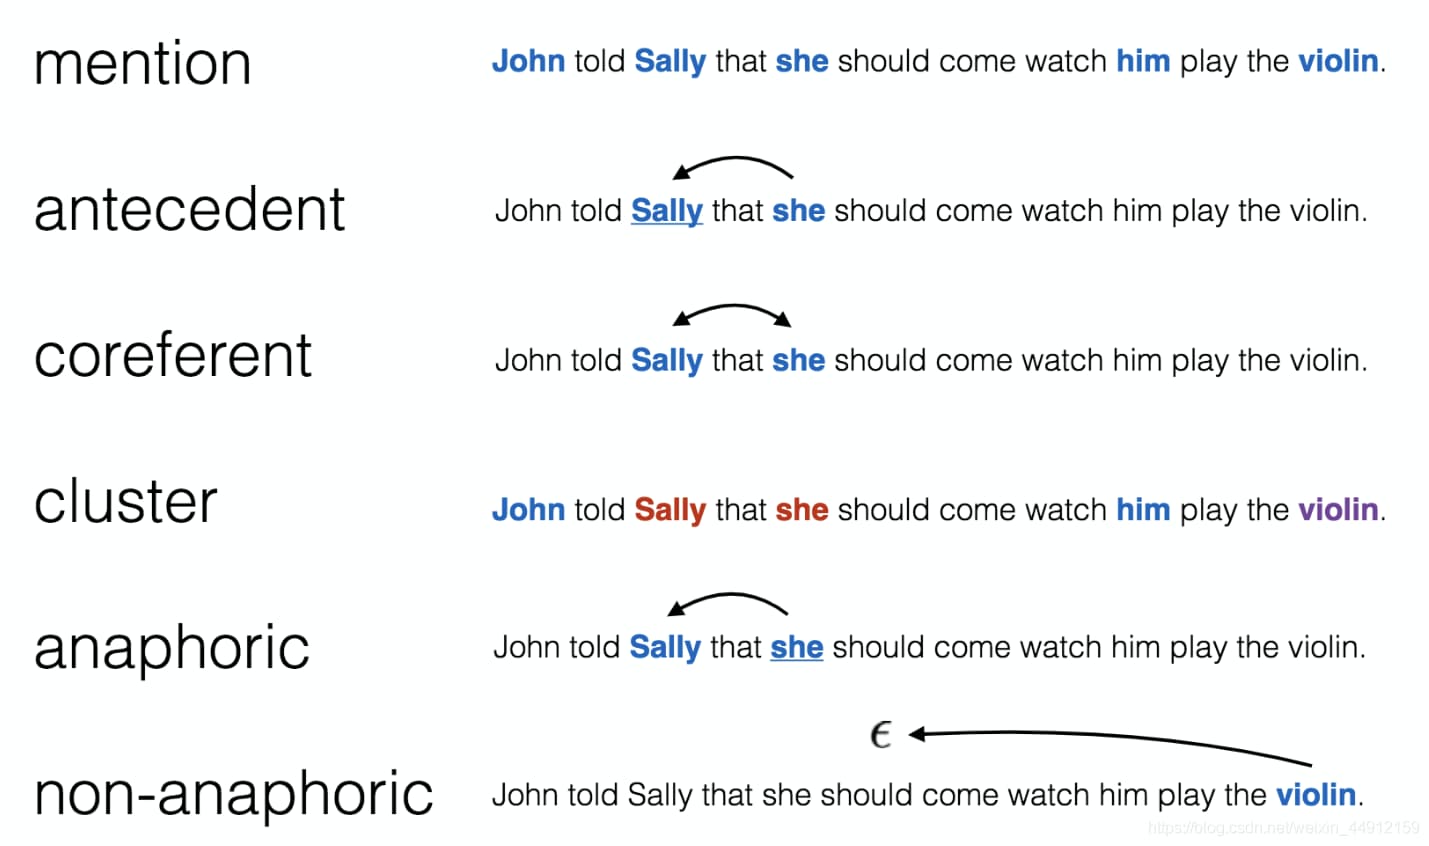 mention
John told Sally that she should come watch him play the violin.
antecedent
John told Sally that she should come watch him play the violin.
coreferent
John told Sally that she should come watch him play the violin.
cluster
John told Sally that she should come watch him play the violin.
anaphoric
John told Sally that she should come watch him play the violin.
ϵ
non-anaphoric
John told Sally that she should come watch him play the violin.
https://blog.csdn.net/weixin_44912159